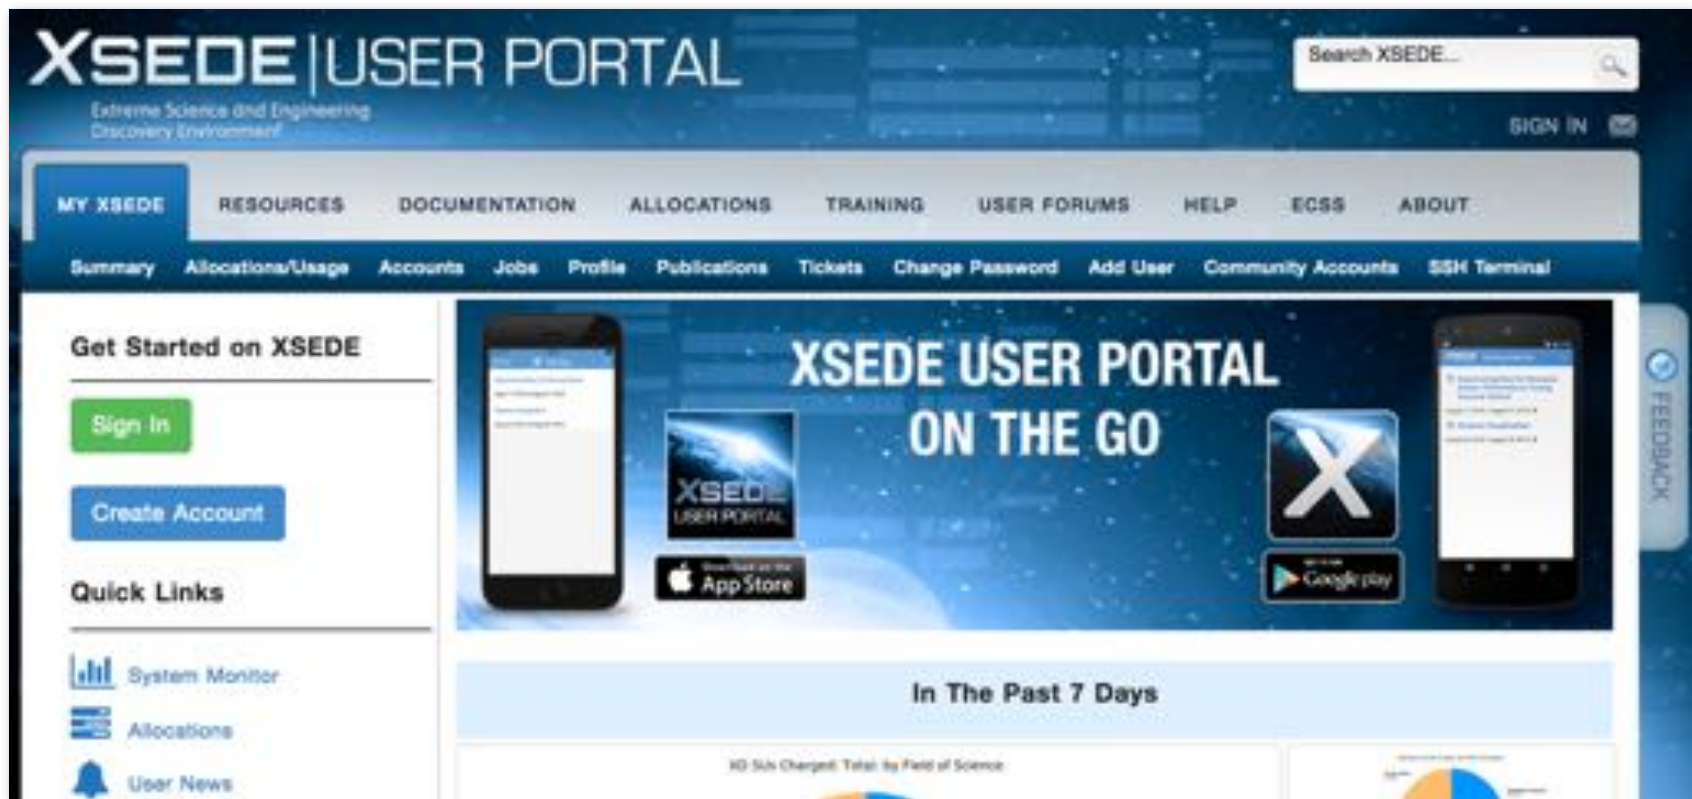 XSEDE | USER PORTAL
Extreme Science and Engineering
Discovery Environment
Search XSEDE...
SIGN IN
MY XSEDE RESOURCES DOCUMENTATION ALLOCATIONS TRAINING USER FORUMS HELP ECSS ABOUT
Summary Allocations/Usage Accounts Jobs Profile Publications Tickets Change Password Add User Community Accounts SSH Terminal
Get Started on XSEDE
Sign In
Create Account
Quick Links
System Monitor
Allocations
User News
XSEDE USER PORTAL
ON THE GO
XSEDE
USER PORTAL
Download on the
App Store
X
Google play
FEEDBACK
In The Past 7 Days
XD SUs Charged: Total: by Field of Science